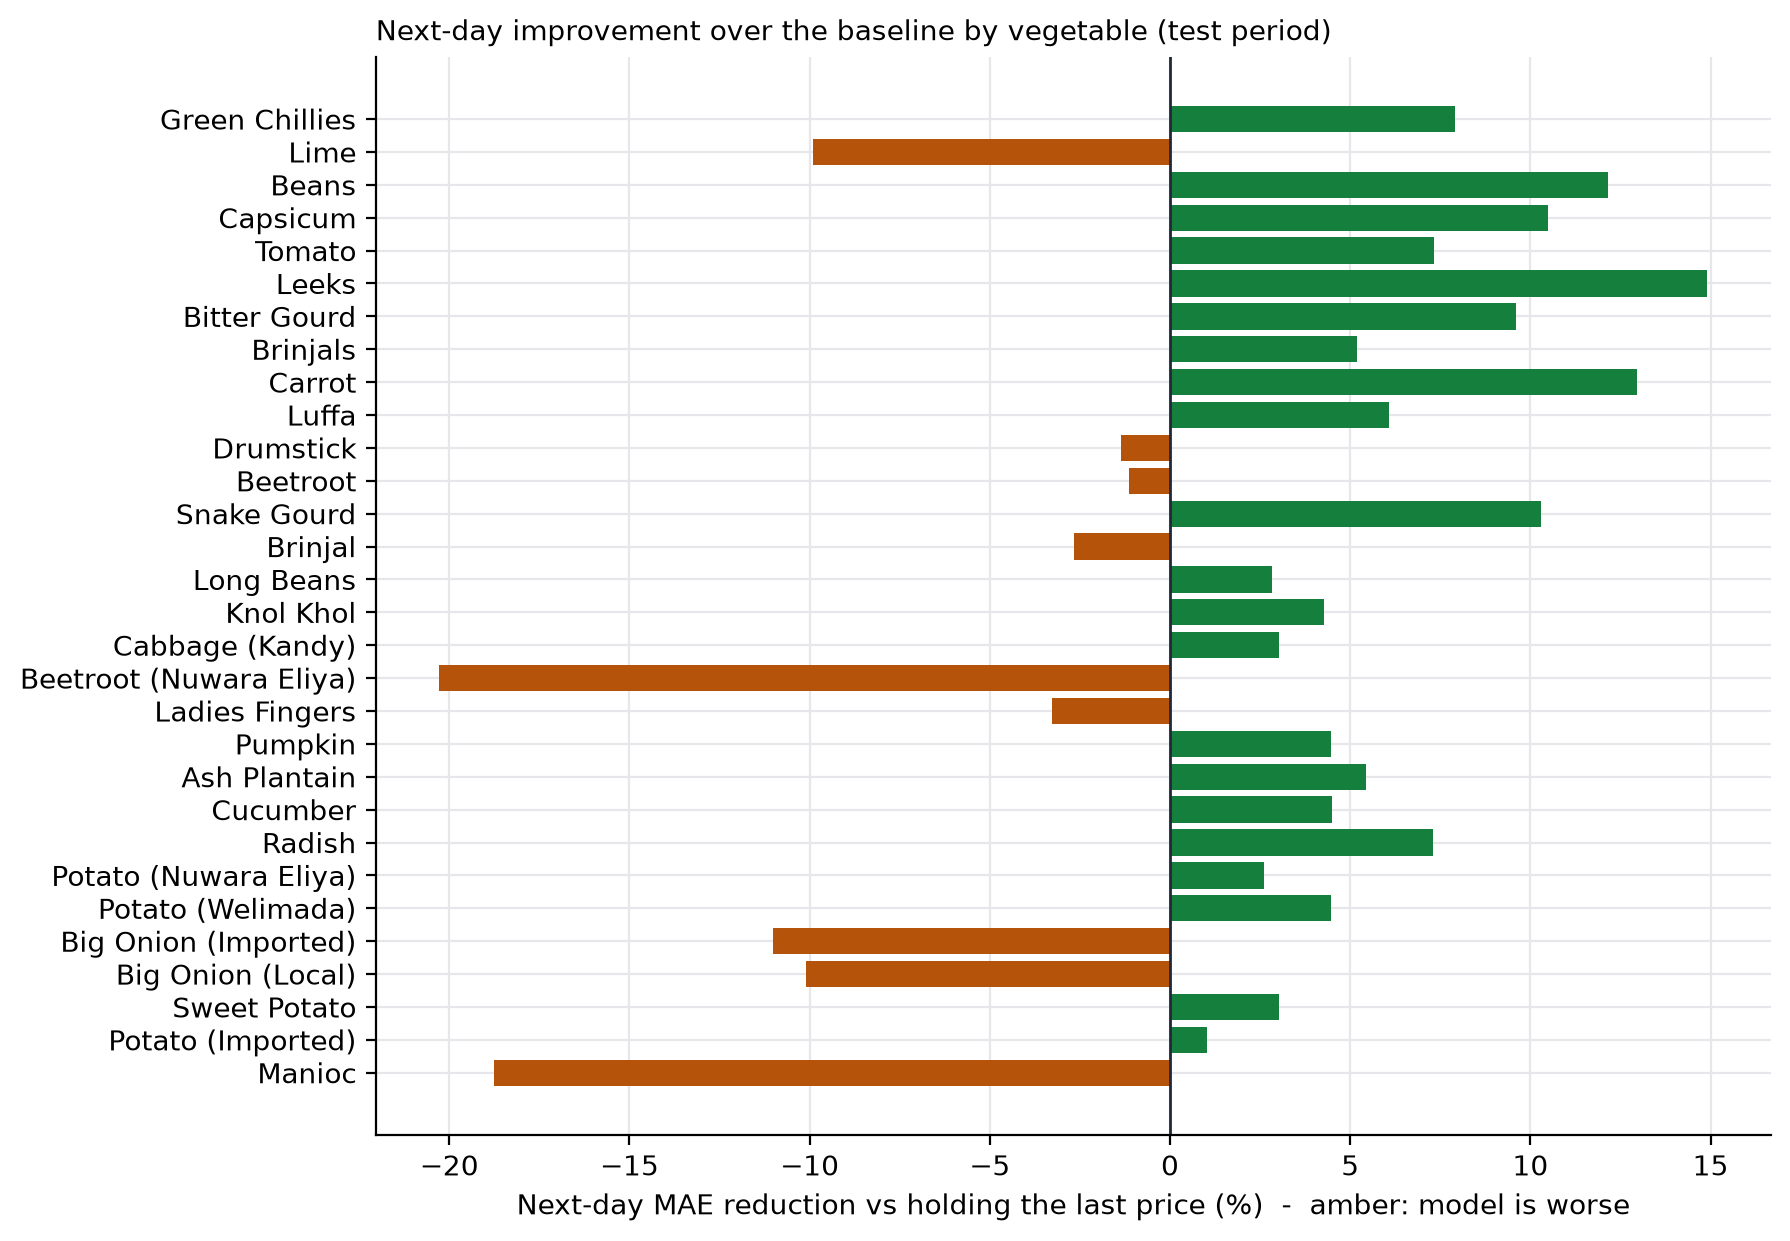 Next-day improvement over the baseline by vegetable (test period)
Green Chillies
Lime
Beans
Capsicum
Tomato
Leeks
Bitter Gourd
Brinjals
Carrot
Luffa
Drumstick
Beetroot
Snake Gourd
Brinjal
Long Beans
Knol Khol
Cabbage (Kandy)
Beetroot (Nuwara Eliya)
Ladies Fingers
Pumpkin
Ash Plantain
Cucumber
Radish
Potato (Nuwara Eliya)
Potato (Welimada)
Big Onion (Imported)
Big Onion (Local)
Sweet Potato
Potato (Imported)
Manioc
−20 −15 −10 −5 0 5 10 15
Next-day MAE reduction vs holding the last price (%)  -  amber: model is worse